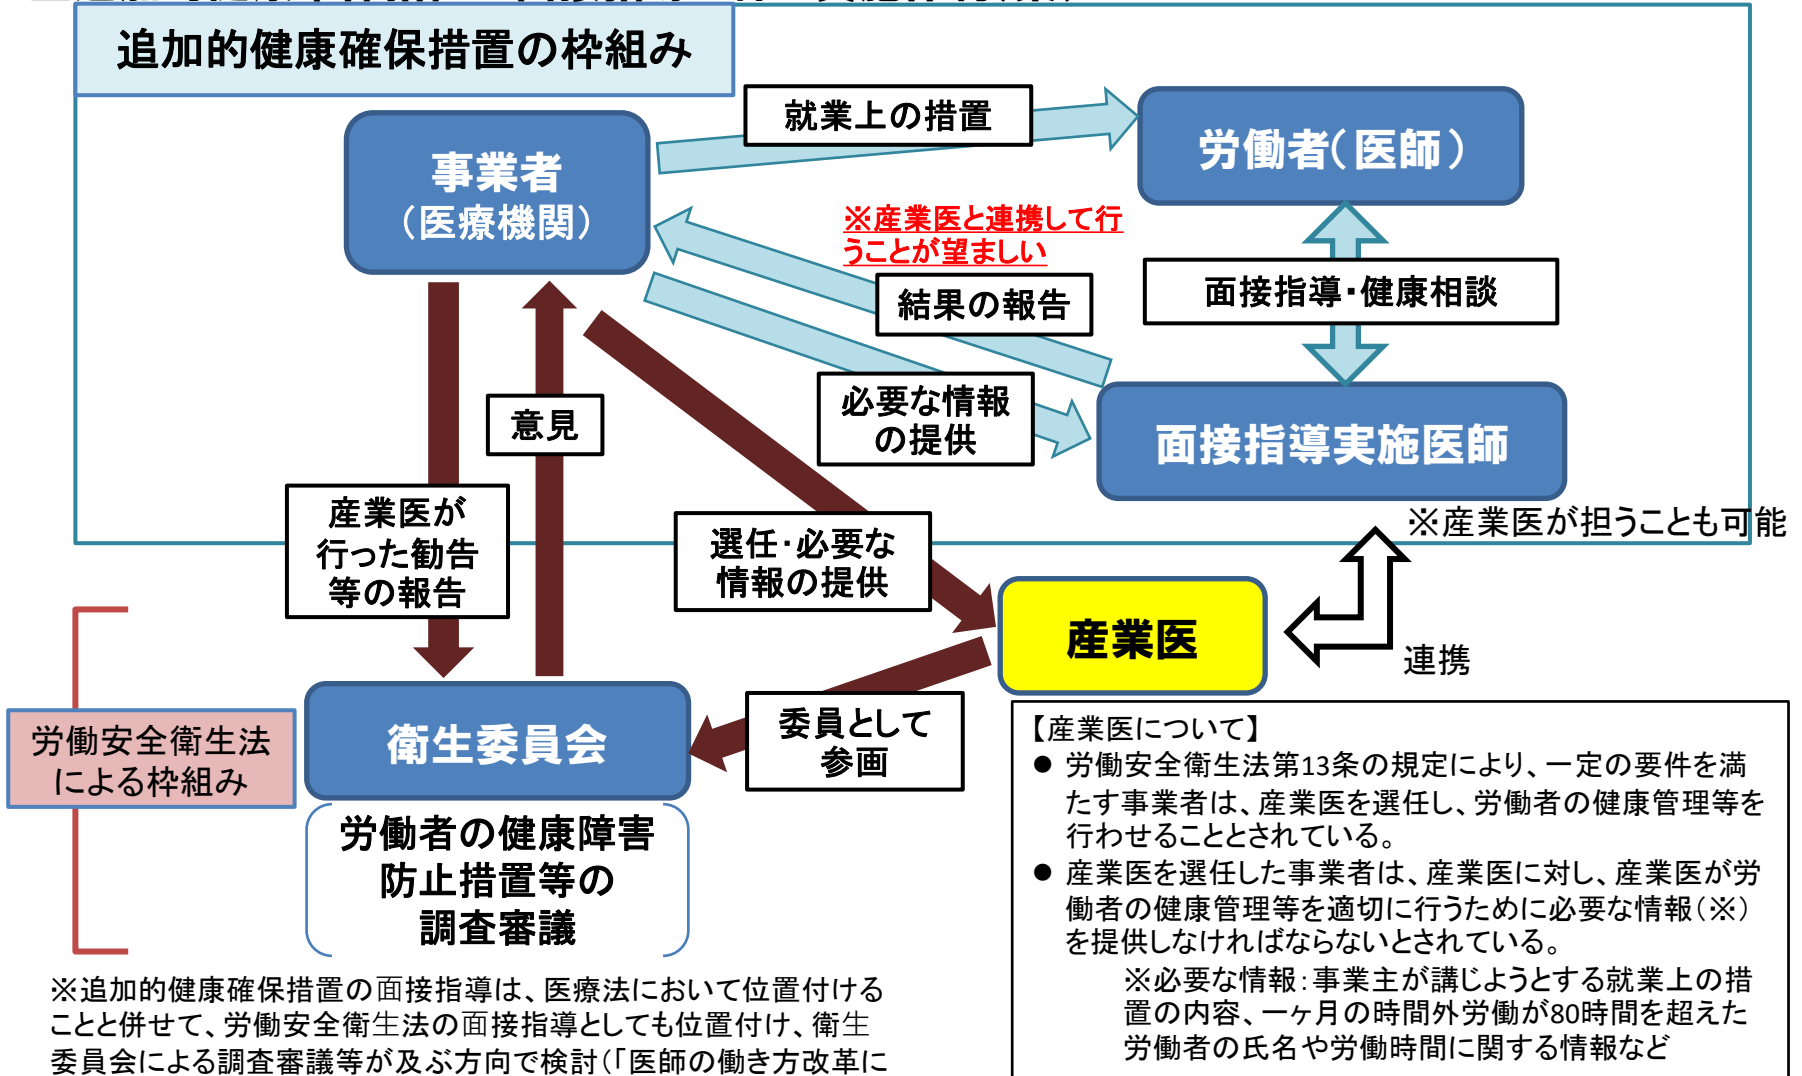 追加的健康確保措置の枠組み
就業上の措置
事業者
（医療機関）
労働者（医師）
※産業医と連携して行
うことが望ましい
結果の報告
面接指導・健康相談
必要な情報
の提供
意見
面接指導実施医師
※産業医が担うことも可能
産業医が
行った勧告
等の報告
選任・必要な
情報の提供
産業医
連携
労働安全衛生法
による枠組み
衛生委員会
委員として
参画
労働者の健康障害
防止措置等の
調査審議
【産業医について】
● 労働安全衛生法第13条の規定により、一定の要件を満
たす事業者は、産業医を選任し、労働者の健康管理等を
行わせることとされている。
● 産業医を選任した事業者は、産業医に対し、産業医が労
働者の健康管理等を適切に行うために必要な情報（※）
を提供しなければならないとされている。
※必要な情報：事業主が講じようとする就業上の措
置の内容、一ヶ月の時間外労働が80時間を超えた
労働者の氏名や労働時間に関する情報など
※追加的健康確保措置の面接指導は、医療法において位置付ける
ことと併せて、労働安全衛生法の面接指導としても位置付け、衛生
委員会による調査審議等が及ぶ方向で検討（「医師の働き方改革に